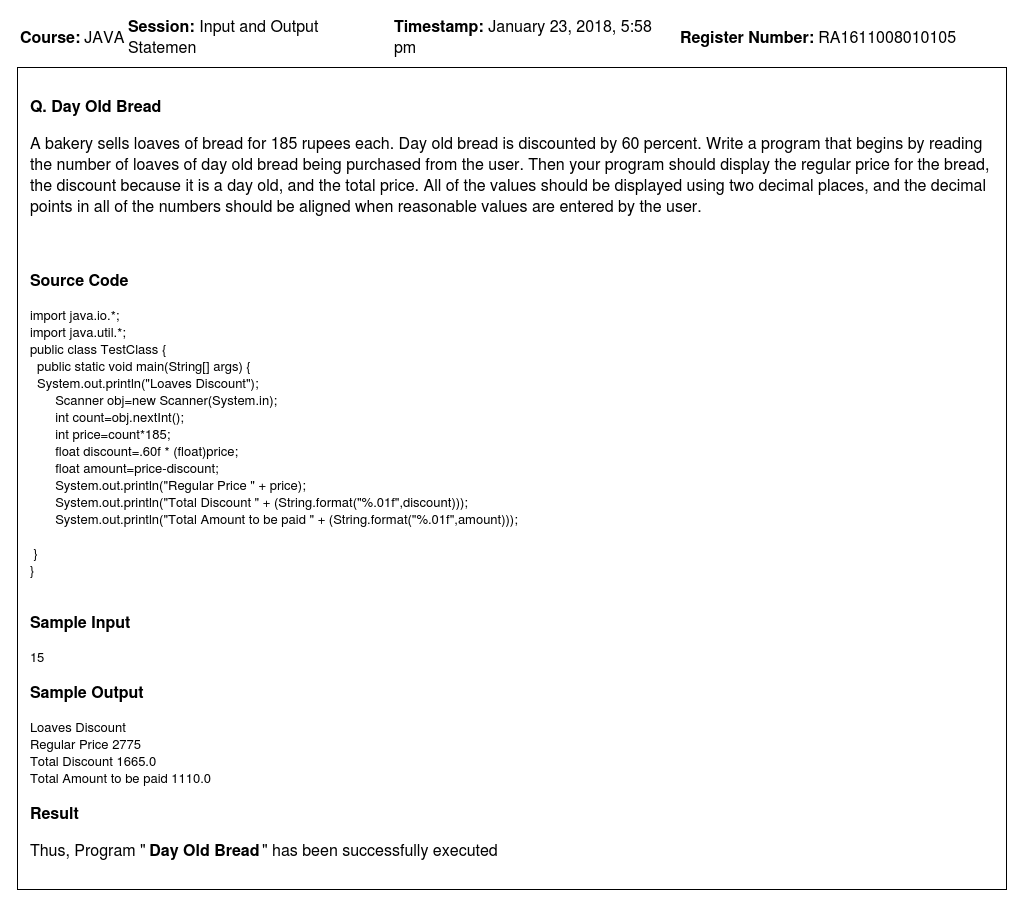 Course: JAVA Session: Input and Output Statemen Timestamp: January 23, 2018, 5:58 pm Register Number: RA1611008010105
Q. Day Old Bread
A bakery sells loaves of bread for 185 rupees each. Day old bread is discounted by 60 percent. Write a program that begins by reading
the number of loaves of day old bread being purchased from the user. Then your program should display the regular price for the bread,
the discount because it is a day old, and the total price. All of the values should be displayed using two decimal places, and the decimal
points in all of the numbers should be aligned when reasonable values are entered by the user.
Source Code
import java.io.*;
import java.util.*;
public class TestClass {
  public static void main(String[] args) {
  System.out.println("Loaves Discount");
       Scanner obj=new Scanner(System.in);
       int count=obj.nextInt();
       int price=count*185;
       float discount=.60f * (float)price;
       float amount=price-discount;
       System.out.println("Regular Price " + price);
       System.out.println("Total Discount " + (String.format("%.01f",discount)));
       System.out.println("Total Amount to be paid " + (String.format("%.01f",amount)));
 }
}
Sample Input
15
Sample Output
Loaves Discount
Regular Price 2775
Total Discount 1665.0
Total Amount to be paid 1110.0
Result
Thus, Program " Day Old Bread " has been successfully executed